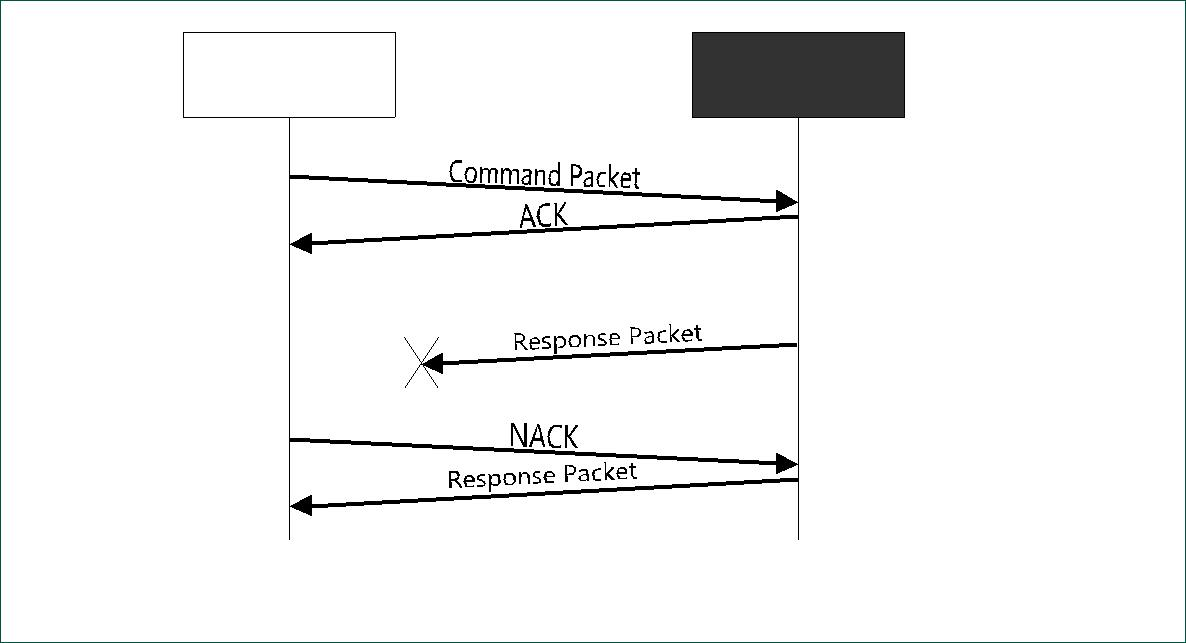 Command Packet
ACK
Response Packet
NACK
Response Packet